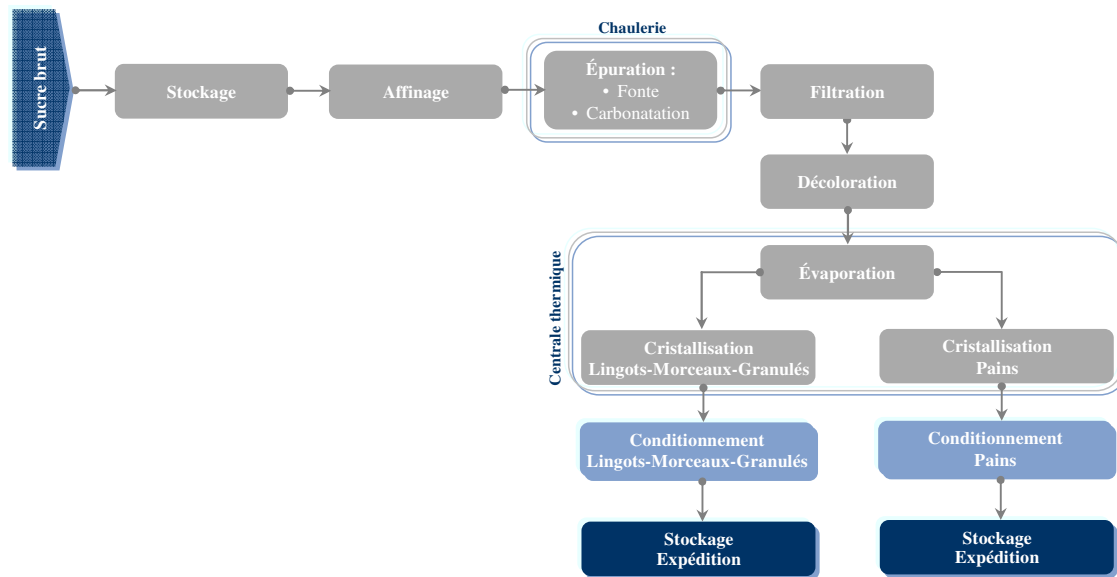 Chaulerie
Sucre brut
Stockage
Affinage
Épuration :
• Fonte
• Carbonatation
Filtration
Décoloration
Centrale thermique
Évaporation
Cristallisation
Lingots-Morceaux-Granulés
Cristallisation
Pains
Conditionnement
Lingots-Morceaux-Granulés
Conditionnement
Pains
Stockage
Expédition
Stockage
Expédition